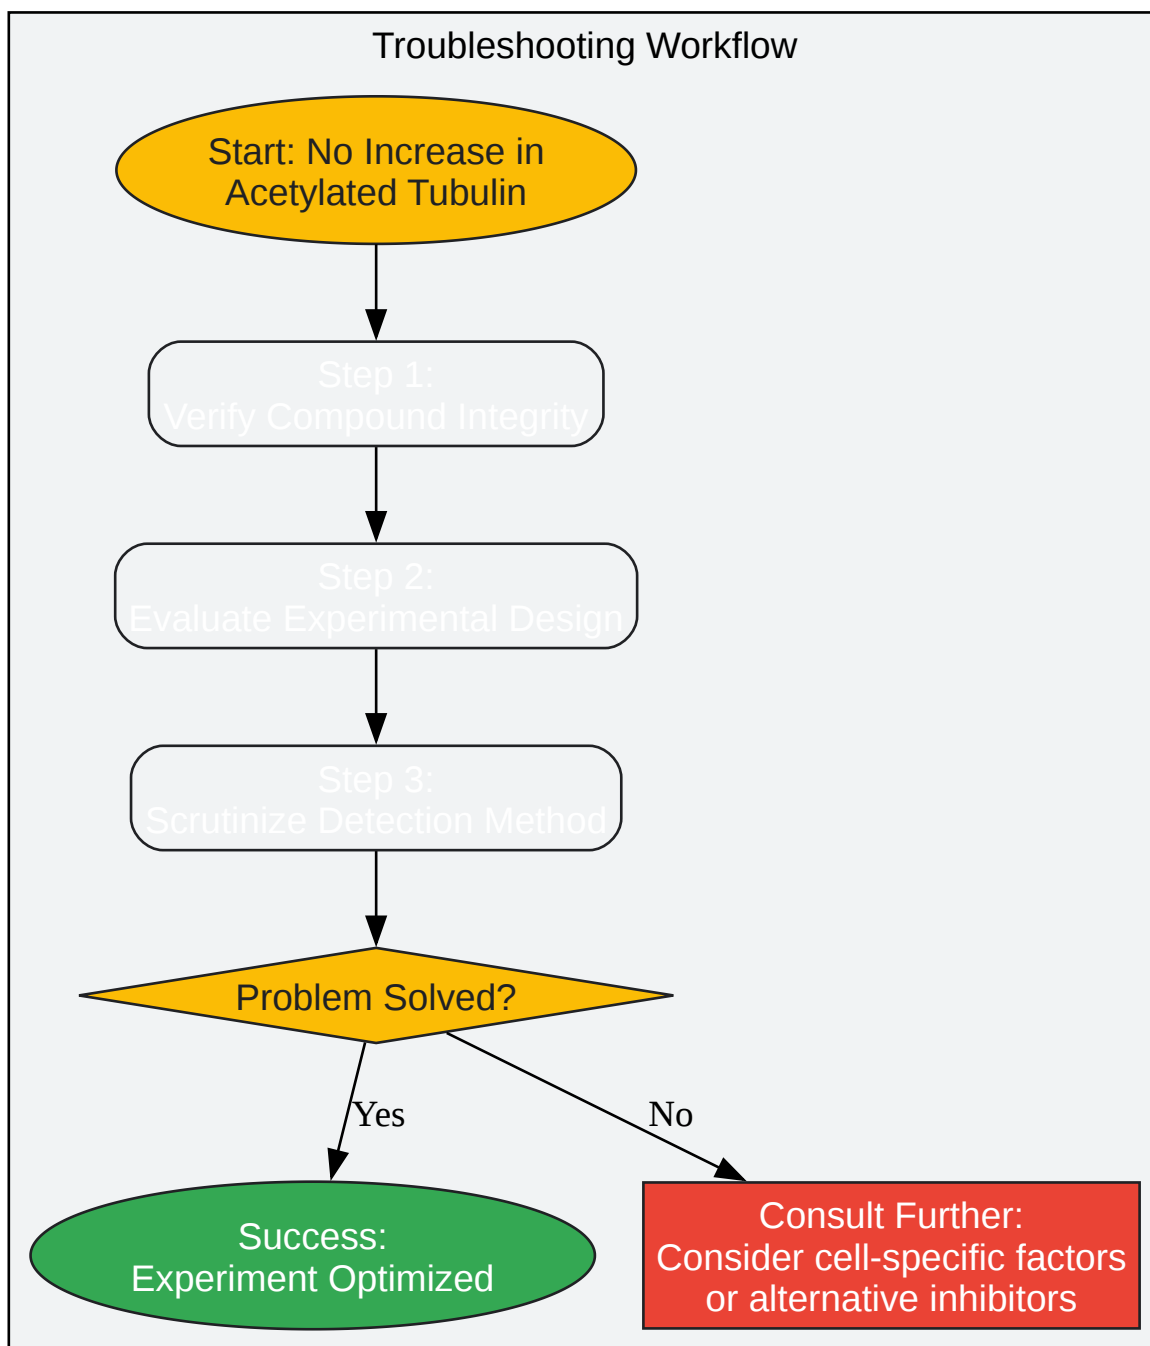 Troubleshooting Workflow
Start: No Increase in
Acetylated Tubulin
Step 1:
Verify Compound Integrity
Step 2:
Evaluate Experimental Design
Step 3:
Scrutinize Detection Method
Problem Solved?
Yes
No
Success:
Experiment Optimized
Consult Further:
Consider cell-specific factors
or alternative inhibitors